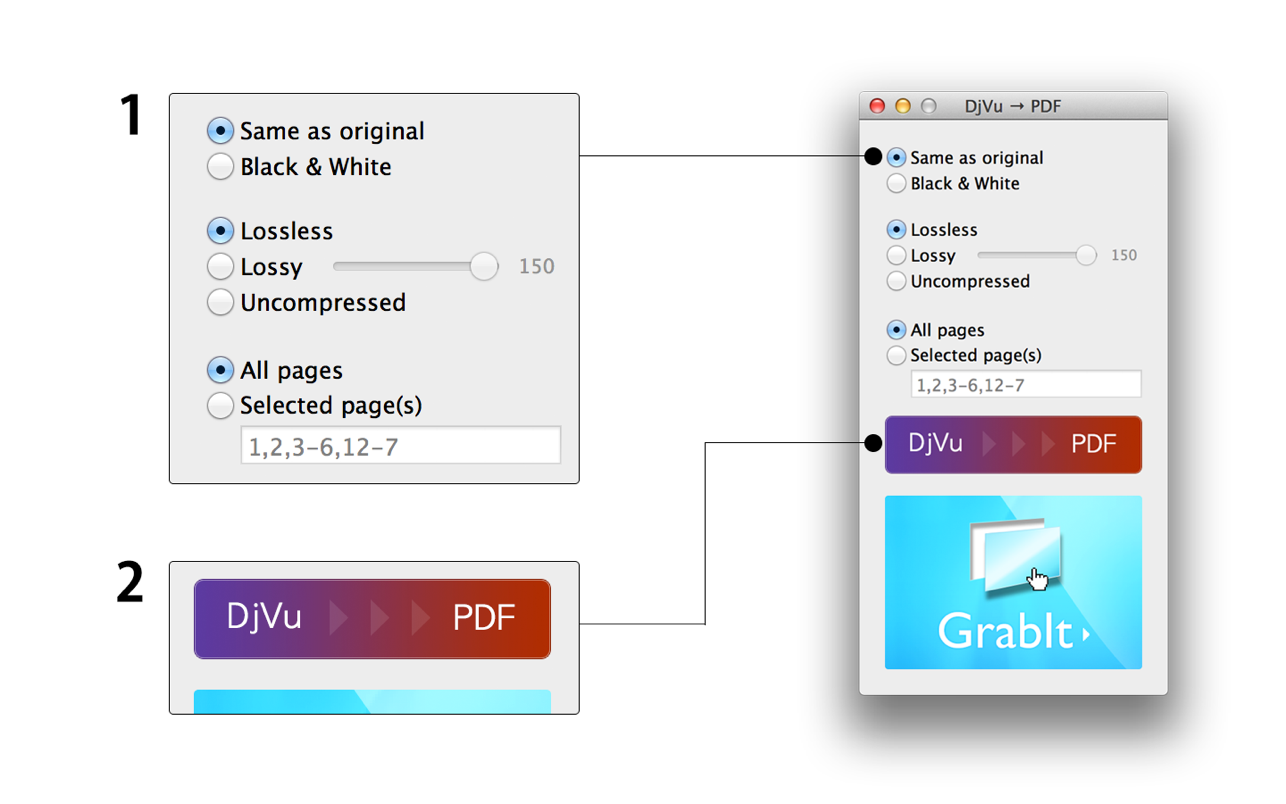 1
Same as original
Black & White
Lossless
Lossy 150
Uncompressed
All pages
Selected page(s)
1,2,3-6,12-7
2
DjVu PDF
DjVu → PDF
Same as original
Black & White
Lossless
Lossy 150
Uncompressed
All pages
Selected page(s)
1,2,3-6,12-7
DjVu PDF
GrabIt